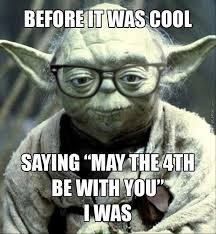 BEFORE IT WAS COOL
SAYING “MAY THE 4TH
BE WITH YOU”
I WAS